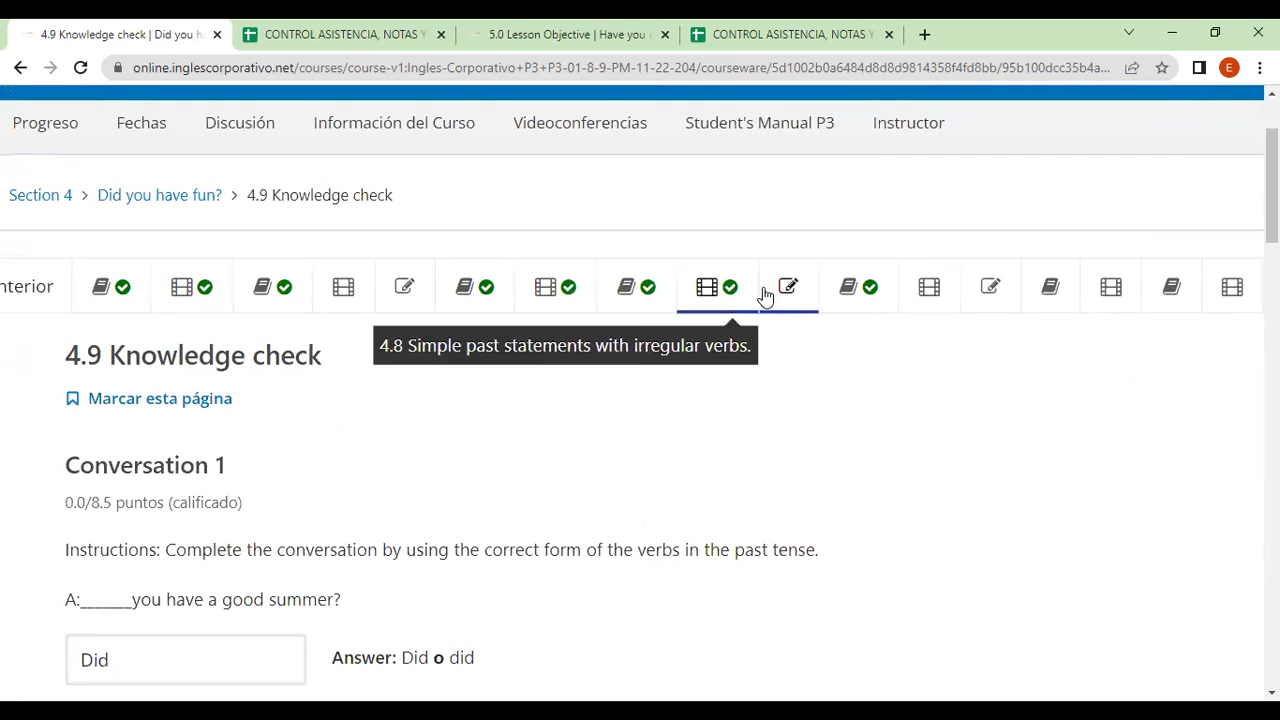 4.9 Knowledge check | Did you h
CONTROL ASISTENCIA, NOTAS Y
5.0 Lesson Objective | Have you
CONTROL ASISTENCIA, NOTAS Y
online.inglescorporativo.net/courses/course-v1:Ingles-Corporativo+P3+P3-01-8-9-PM-11-22-204/courseware/5d1002b0a6484d8d8d9814358f4fd8bb/95b100dcc35b4a...
E
Progreso Fechas Discusión Información del Curso Videoconferencias Student's Manual P3 Instructor
Section 4 > Did you have fun? > 4.9 Knowledge check
nterior
4.8 Simple past statements with irregular verbs.
4.9 Knowledge check
Marcar esta página
Conversation 1
0.0/8.5 puntos (calificado)
Instructions: Complete the conversation by using the correct form of the verbs in the past tense.
A:_______you have a good summer?
Did Answer: Did o did